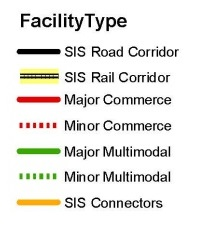 FacilityType
SIS Road Corridor
SIS Rail Corridor
Major Commerce
Minor Commerce
Major Multimodal
Minor Multimodal
SIS Connectors